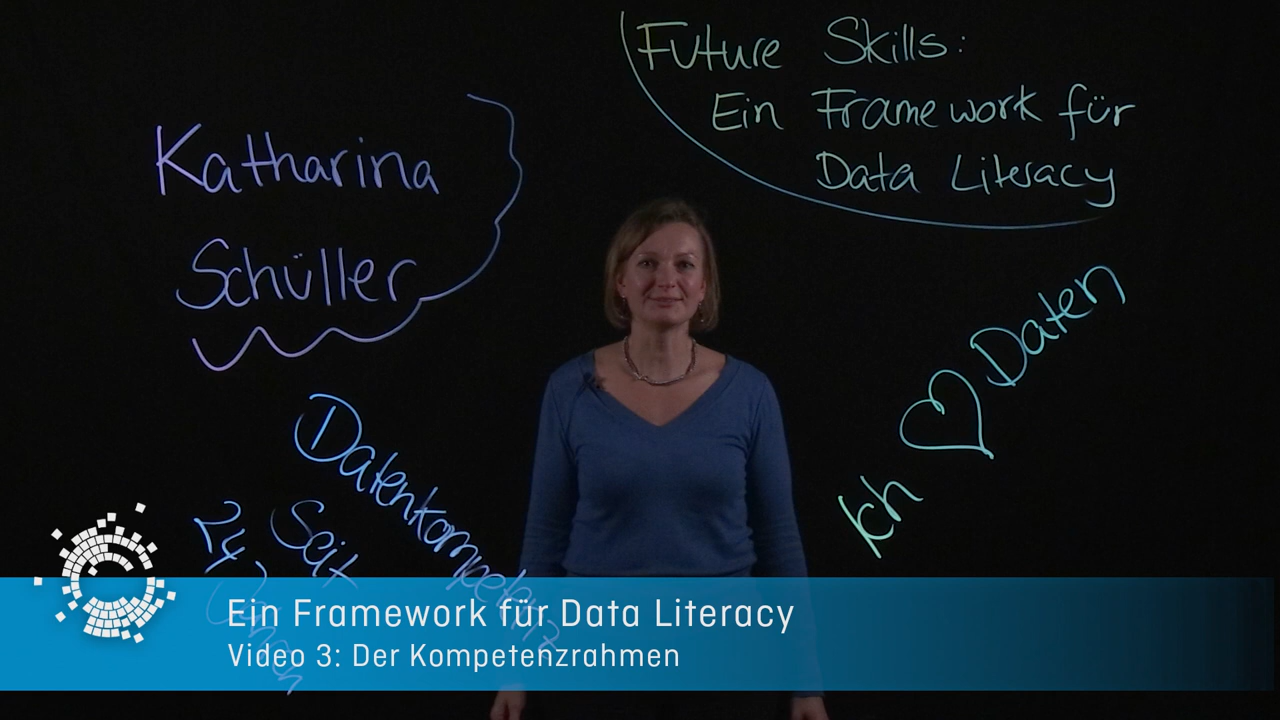 Future Skills:
Ein Framework für
Data Literacy
Katharina
Schüller
Ich ♡ Daten
Datenkompetenz
Seit
24
Ein Framework für Data Literacy
Video 3: Der Kompetenzrahmen